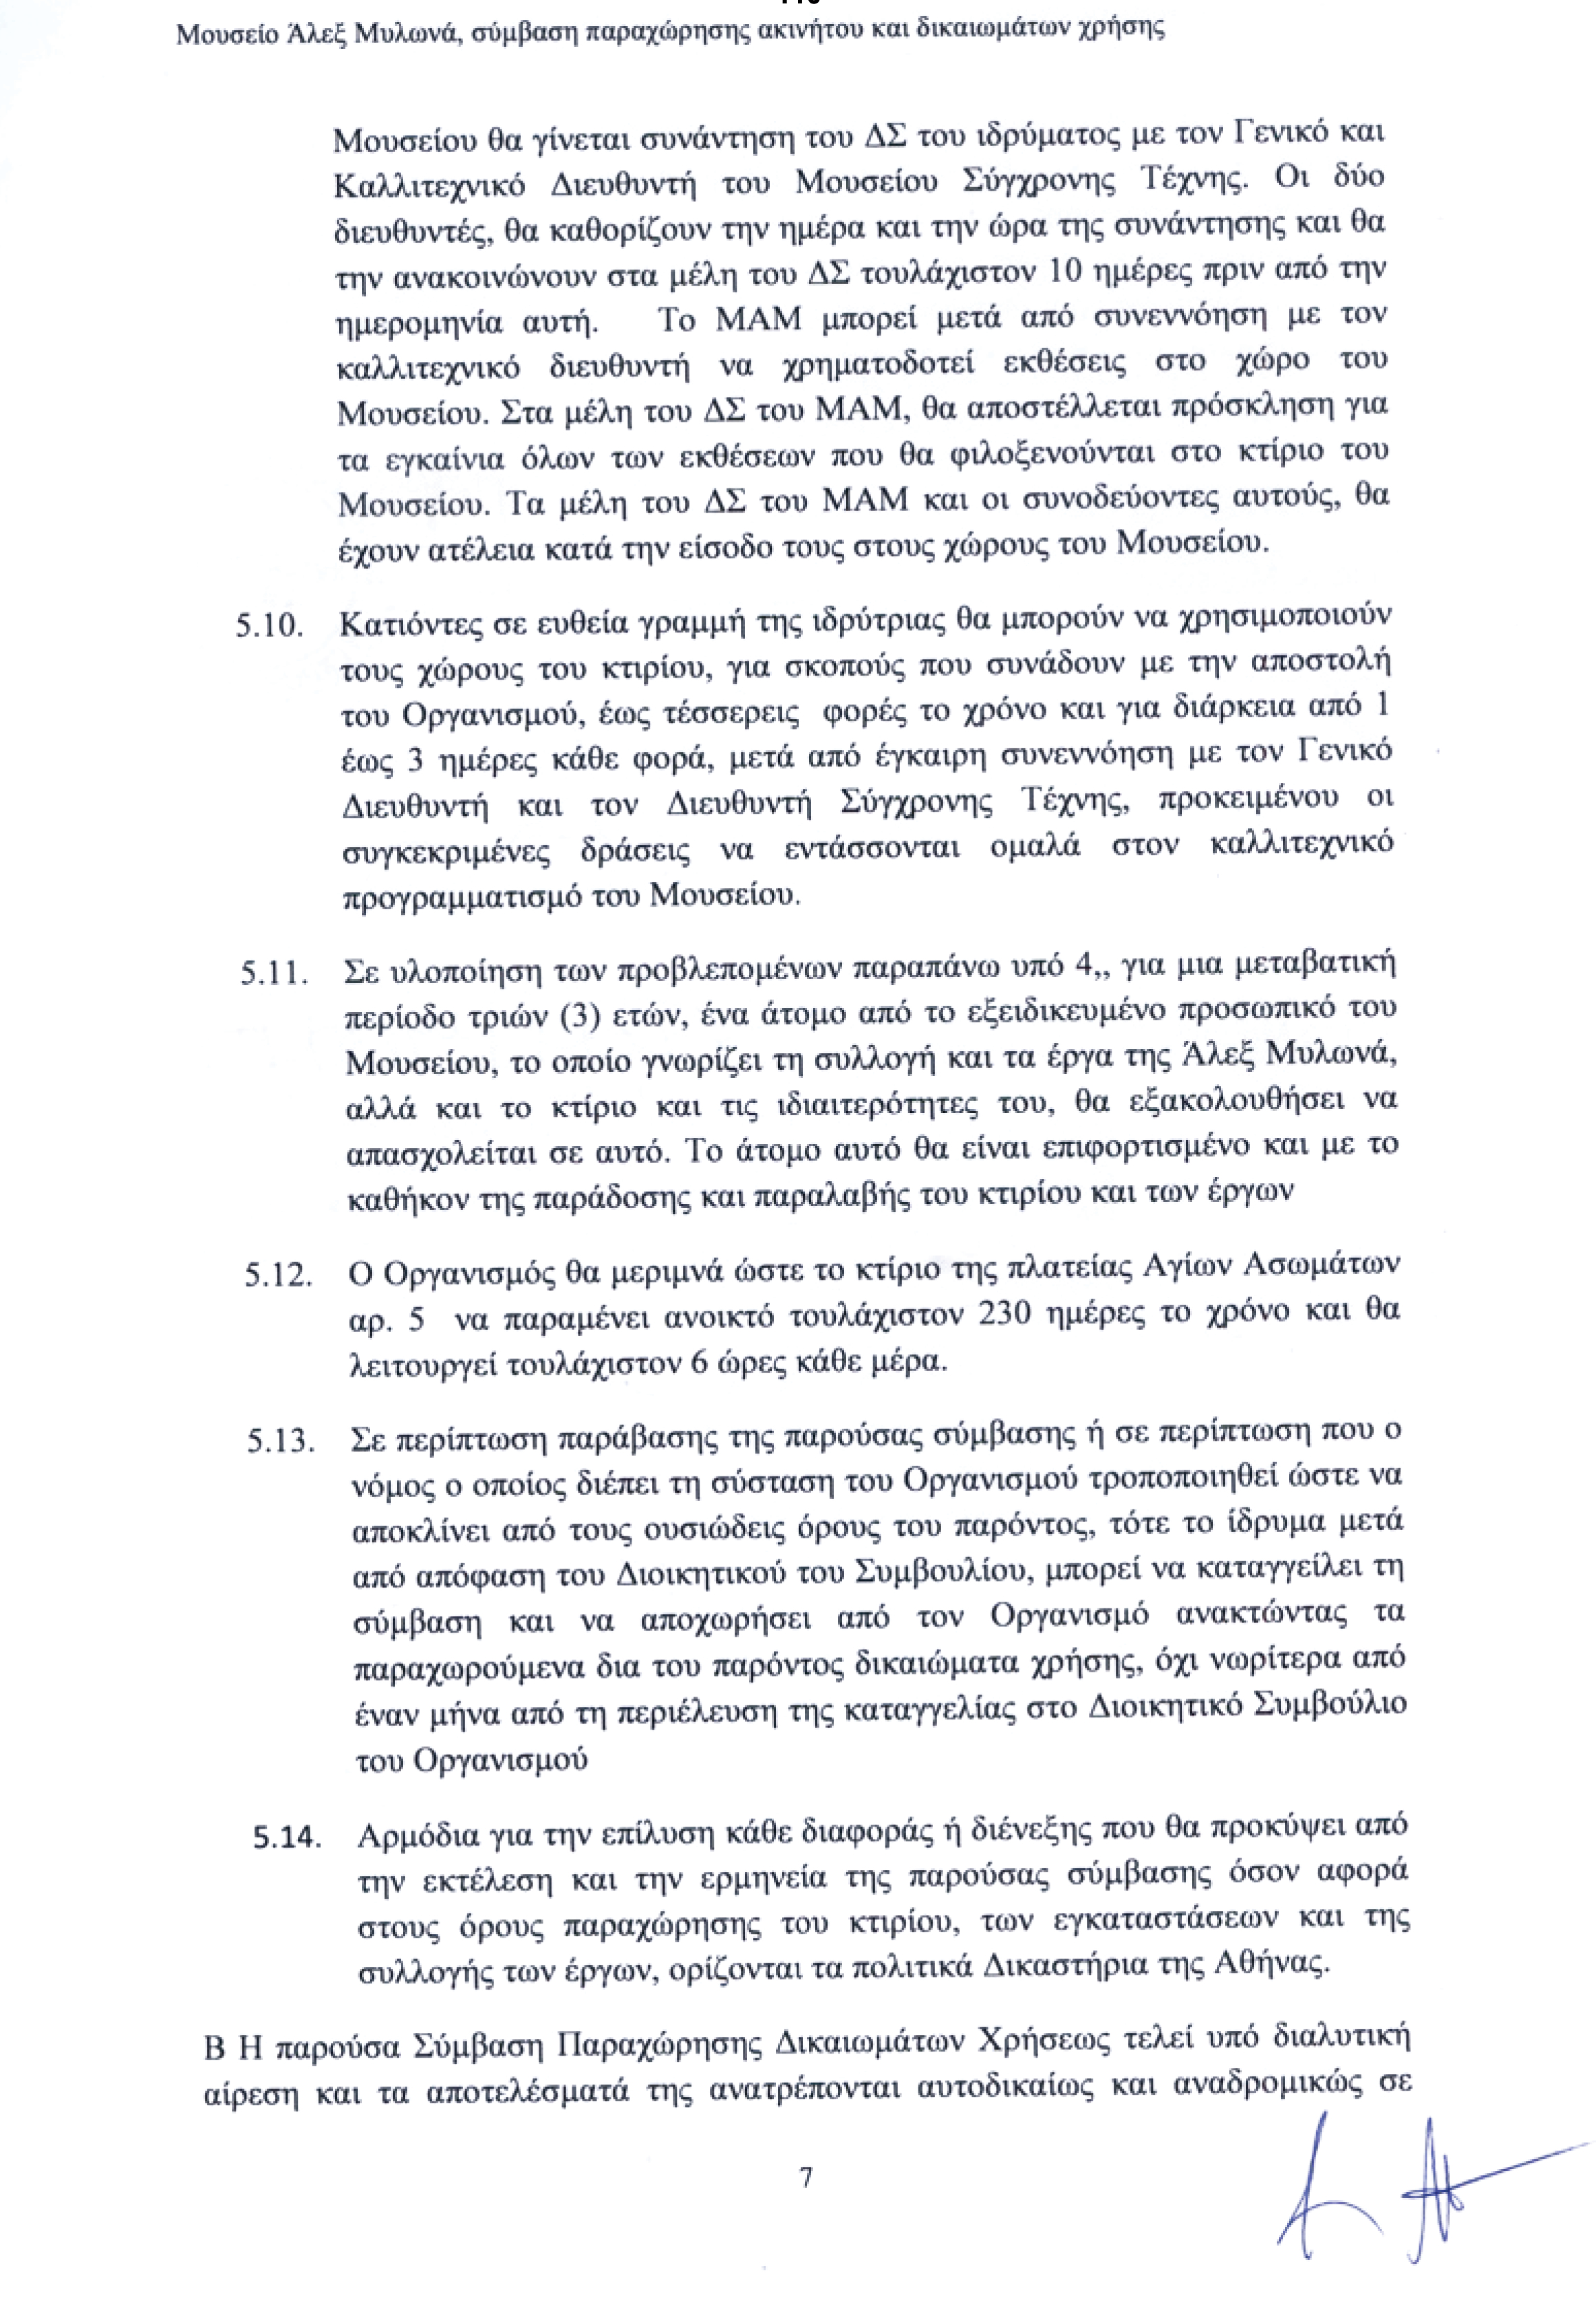 Μουσείο Άλεξ Μυλωνά, σύμβαση παραχώρησης ακινήτου και δικαιωμάτων χρήσης
Μουσείου θα γίνεται συνάντηση του ΔΣ του ιδρύματος με τον Γενικό και
Καλλιτεχνικό Διευθυντή του Μουσείου Σύγχρονης Τέχνης. Οι δύο
διευθυντές, θα καθορίζουν την ημέρα και την ώρα της συνάντησης και θα
την ανακοινώνουν στα μέλη του ΔΣ τουλάχιστον 10 ημέρες πριν από την
ημερομηνία αυτή. Το ΜΑΜ μπορεί μετά από συνεννόηση με τον
καλλιτεχνικό διευθυντή να χρηματοδοτεί εκθέσεις στο χώρο του
Μουσείου. Στα μέλη του ΔΣ του ΜΑΜ, θα αποστέλλεται πρόσκληση για
τα εγκαίνια όλων των εκθέσεων που θα φιλοξενούνται στο κτίριο του
Μουσείου. Τα μέλη του ΔΣ του ΜΑΜ και οι συνοδεύοντες αυτούς, θα
έχουν ατέλεια κατά την είσοδο τους στους χώρους του Μουσείου.
5.10. Κατιόντες σε ευθεία γραμμή της ιδρύτριας θα μπορούν να χρησιμοποιούν
τους χώρους του κτιρίου, για σκοπούς που συνάδουν με την αποστολή
του Οργανισμού, έως τέσσερεις φορές το χρόνο και για διάρκεια από 1
έως 3 ημέρες κάθε φορά, μετά από έγκαιρη συνεννόηση με τον Γενικό
Διευθυντή και τον Διευθυντή Σύγχρονης Τέχνης, προκειμένου οι
συγκεκριμένες δράσεις να εντάσσονται ομαλά στον καλλιτεχνικό
προγραμματισμό του Μουσείου.
5.11. Σε υλοποίηση των προβλεπομένων παραπάνω υπό 4,, για μια μεταβατική
περίοδο τριών (3) ετών, ένα άτομο από το εξειδικευμένο προσωπικό του
Μουσείου, το οποίο γνωρίζει τη συλλογή και τα έργα της Άλεξ Μυλωνά,
αλλά και το κτίριο και τις ιδιαιτερότητες του, θα εξακολουθήσει να
απασχολείται σε αυτό. Το άτομο αυτό θα είναι επιφορτισμένο και με το
καθήκον της παράδοσης και παραλαβής του κτιρίου και των έργων
5.12. Ο Οργανισμός θα μεριμνά ώστε το κτίριο της πλατείας Αγίων Ασωμάτων
αρ. 5 να παραμένει ανοικτό τουλάχιστον 230 ημέρες το χρόνο και θα
λειτουργεί τουλάχιστον 6 ώρες κάθε μέρα.
5.13. Σε περίπτωση παράβασης της παρούσας σύμβασης ή σε περίπτωση που ο
νόμος ο οποίος διέπει τη σύσταση του Οργανισμού τροποποιηθεί ώστε να
αποκλίνει από τους ουσιώδεις όρους του παρόντος, τότε το ίδρυμα μετά
από απόφαση του Διοικητικού του Συμβουλίου, μπορεί να καταγγείλει τη
σύμβαση και να αποχωρήσει από τον Οργανισμό ανακτώντας τα
παραχωρούμενα δια του παρόντος δικαιώματα χρήσης, όχι νωρίτερα από
έναν μήνα από τη περιέλευση της καταγγελίας στο Διοικητικό Συμβούλιο
του Οργανισμού
5.14. Αρμόδια για την επίλυση κάθε διαφοράς ή διένεξης που θα προκύψει από
την εκτέλεση και την ερμηνεία της παρούσας σύμβασης όσον αφορά
στους όρους παραχώρησης του κτιρίου, των εγκαταστάσεων και της
συλλογής των έργων, ορίζονται τα πολιτικά Δικαστήρια της Αθήνας.
Β Η παρούσα Σύμβαση Παραχώρησης Δικαιωμάτων Χρήσεως τελεί υπό διαλυτική
αίρεση και τα αποτελέσματά της ανατρέπονται αυτοδικαίως και αναδρομικώς σε
7